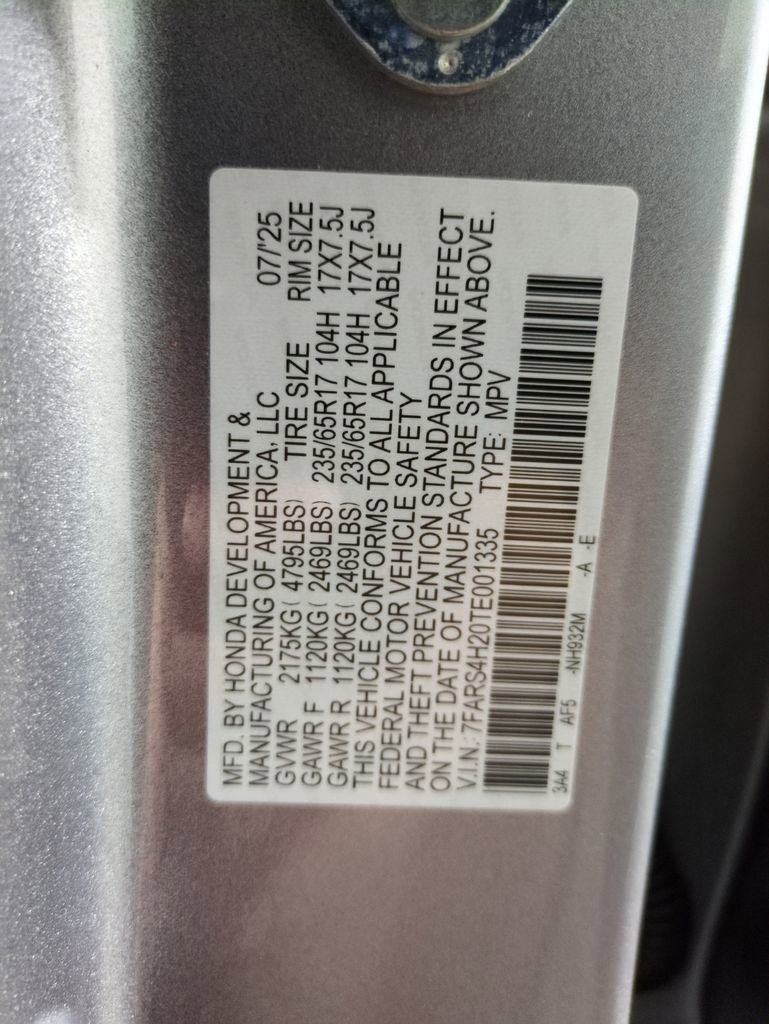 MFD. BY HONDA DEVELOPMENT &
MANUFACTURING OF AMERICA, LLC 07/'25
GVWR 2175KG( 4795LBS) TIRE SIZE RIM SIZE
GAWR F 1120KG( 2469LBS) 235/65R17 104H 17X7.5J
GAWR R 1120KG( 2469LBS) 235/65R17 104H 17X7.5J
THIS VEHICLE CONFORMS TO ALL APPLICABLE
FEDERAL MOTOR VEHICLE SAFETY
AND THEFT PREVENTION STANDARDS IN EFFECT
ON THE DATE OF MANUFACTURE SHOWN ABOVE.
V.I.N.: 7FARS4H20TE001335 TYPE: MPV
3A4 T AF5 -NH932M -A -E